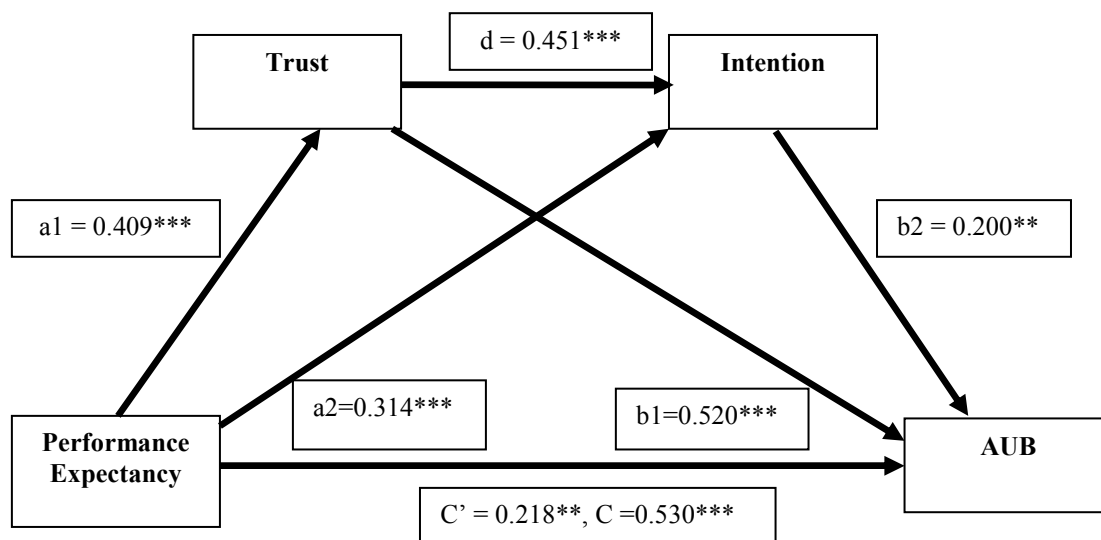 d = 0.451***
Trust
Intention
a1 = 0.409***
b2 = 0.200**
a2=0.314***
b1=0.520***
Performance
Expectancy
AUB
C’ = 0.218**, C =0.530***